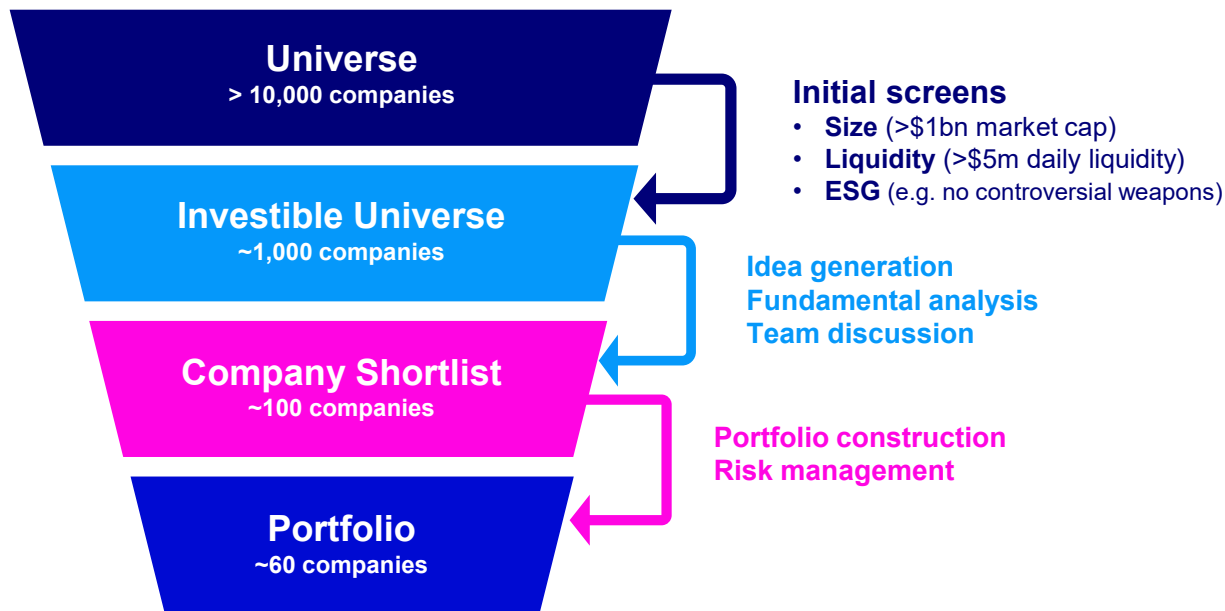 Universe
> 10,000 companies
Initial screens
• Size (>$1bn market cap)
• Liquidity (>$5m daily liquidity)
• ESG (e.g. no controversial weapons)
Investible Universe
~1,000 companies
Idea generation
Fundamental analysis
Team discussion
Company Shortlist
~100 companies
Portfolio construction
Risk management
Portfolio
~60 companies